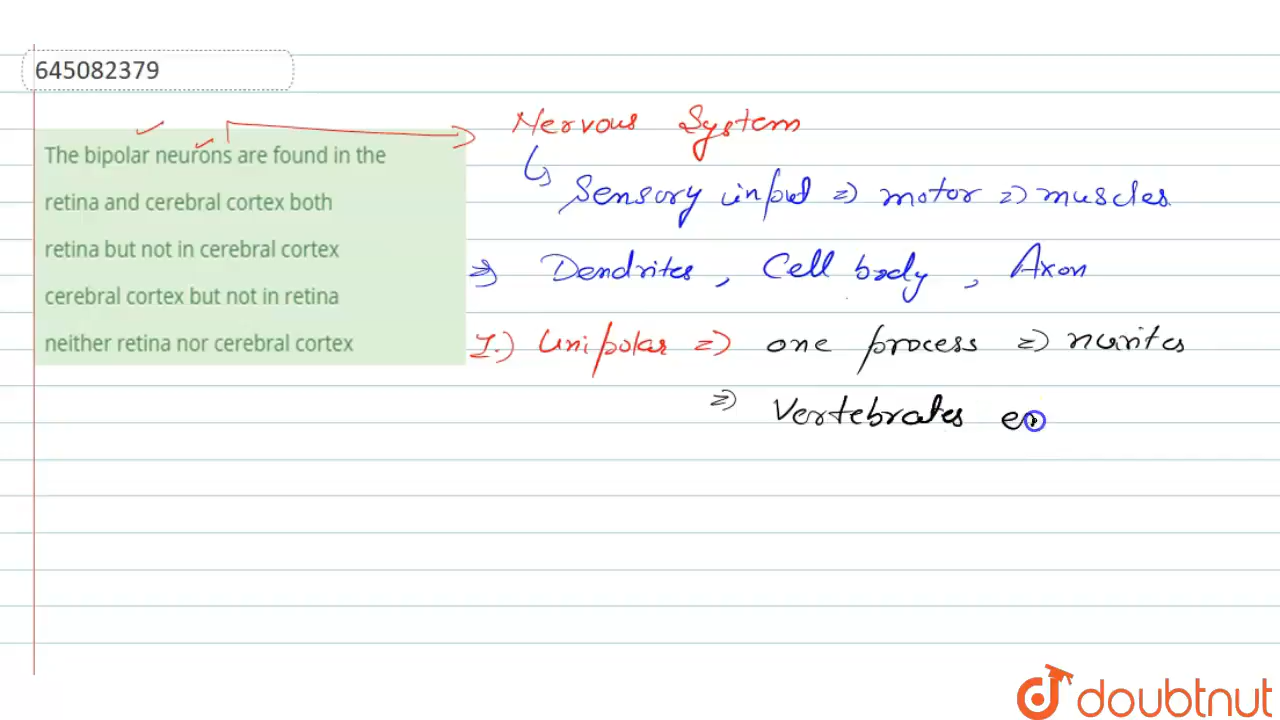 645082379
The bipolar neurons are found in the
retina and cerebral cortex both
retina but not in cerebral cortex
cerebral cortex but not in retina
neither retina nor cerebral cortex
Nervous System
↳ Sensory input => motor => muscles.
=> Dendrites, Cell body, Axon
I.) Unipolar => one process =>
=> Vertebrates
doubtnut